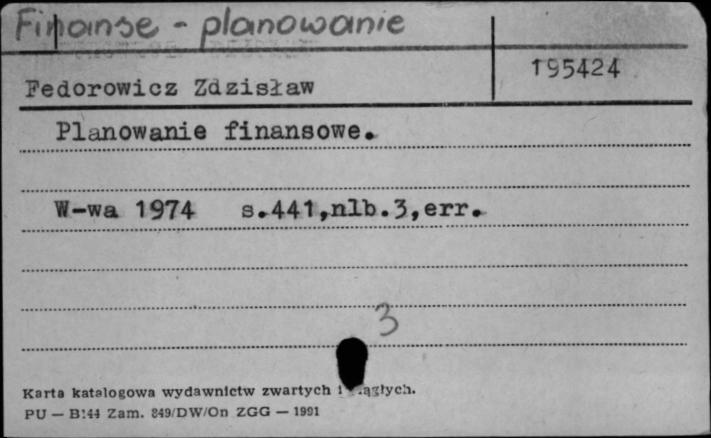 Finanse - planowanie
195424
Fedorowicz Zdzisław
Planowanie finansowe.
W-wa 1974 s.441,nlb.3,err.
3
Karta katalogowa wydawnictw zwartych i
PU — B144 Zam. 849/DW/On ZGG — 1991